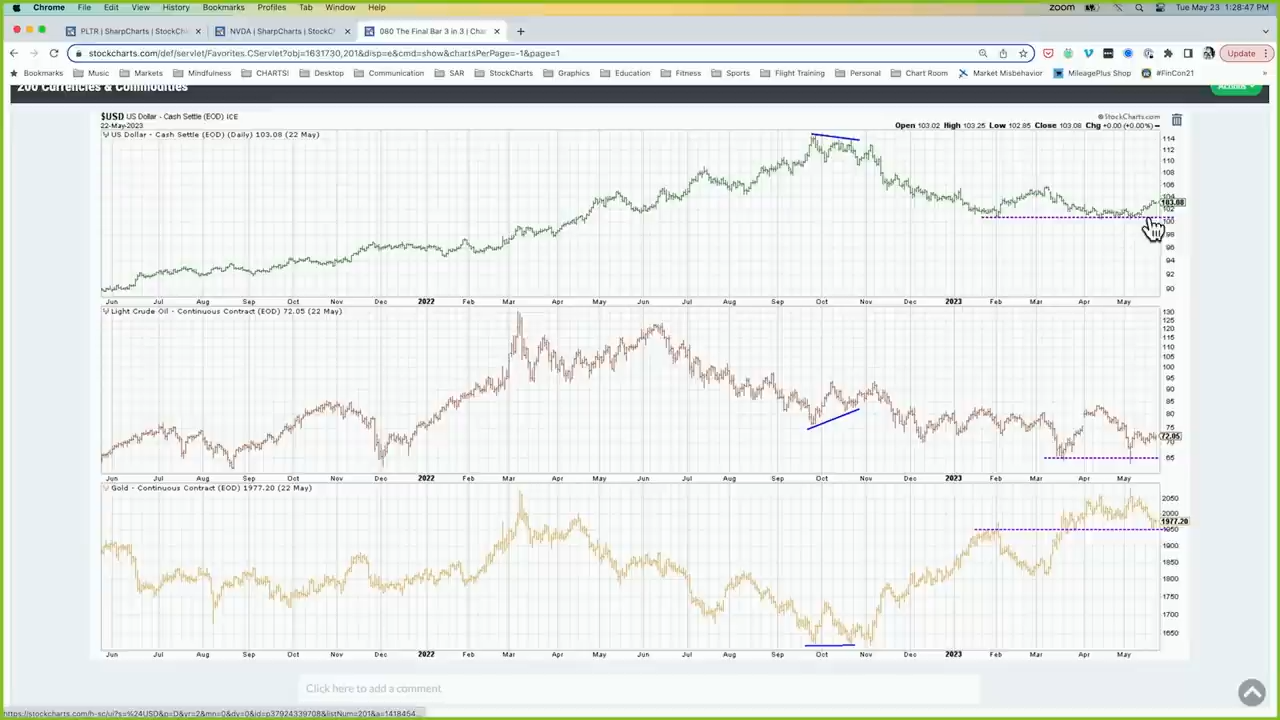 Chrome File Edit View History Bookmarks Profiles Tab Window Help zoom Tue May 23 1:28:47 PM
PLTR | SharpCharts | StockCh × NVDA | SharpCharts | StockC × 080 The Final Bar 3 in 3 | Char × +
stockcharts.com/def/servlet/Favorites.CServlet?obj=1631730,201&disp=e&cmd=show&chartsPerPage=-1&page=1 Update
Bookmarks Music Markets Mindfulness CHARTS! Desktop Communication SAR StockCharts Graphics Education Fitness Sports Flight Training Personal Chart Room Market Misbehavior MileagePlus Shop #FinCon21 »
200 Currencies & Commodities Actions
$USD US Dollar - Cash Settle (EOD) ICE © StockCharts.com
22-May-2023 Open 103.02 High 103.25 Low 102.85 Close 103.08 Chg +0.00 (+0.00%)
US Dollar - Cash Settle (EOD) (Daily) 103.08 (22 May)
114
112
110
108
106
104
103.08
102
100
98
96
94
92
90
Jun Jul Aug Sep Oct Nov Dec 2022 Feb Mar Apr May Jun Jul Aug Sep Oct Nov Dec 2023 Feb Mar Apr May
Light Crude Oil - Continuous Contract (EOD) 72.05 (22 May)
130
125
120
115
110
105
100
95
90
85
80
75
72.05
70
65
Jun Jul Aug Sep Oct Nov Dec 2022 Feb Mar Apr May Jun Jul Aug Sep Oct Nov Dec 2023 Feb Mar Apr May
Gold - Continuous Contract (EOD) 1977.20 (22 May)
2050
2000
1977.20
1950
1900
1850
1800
1750
1700
1650
Jun Jul Aug Sep Oct Nov Dec 2022 Feb Mar Apr May Jun Jul Aug Sep Oct Nov Dec 2023 Feb Mar Apr May
Click here to add a comment